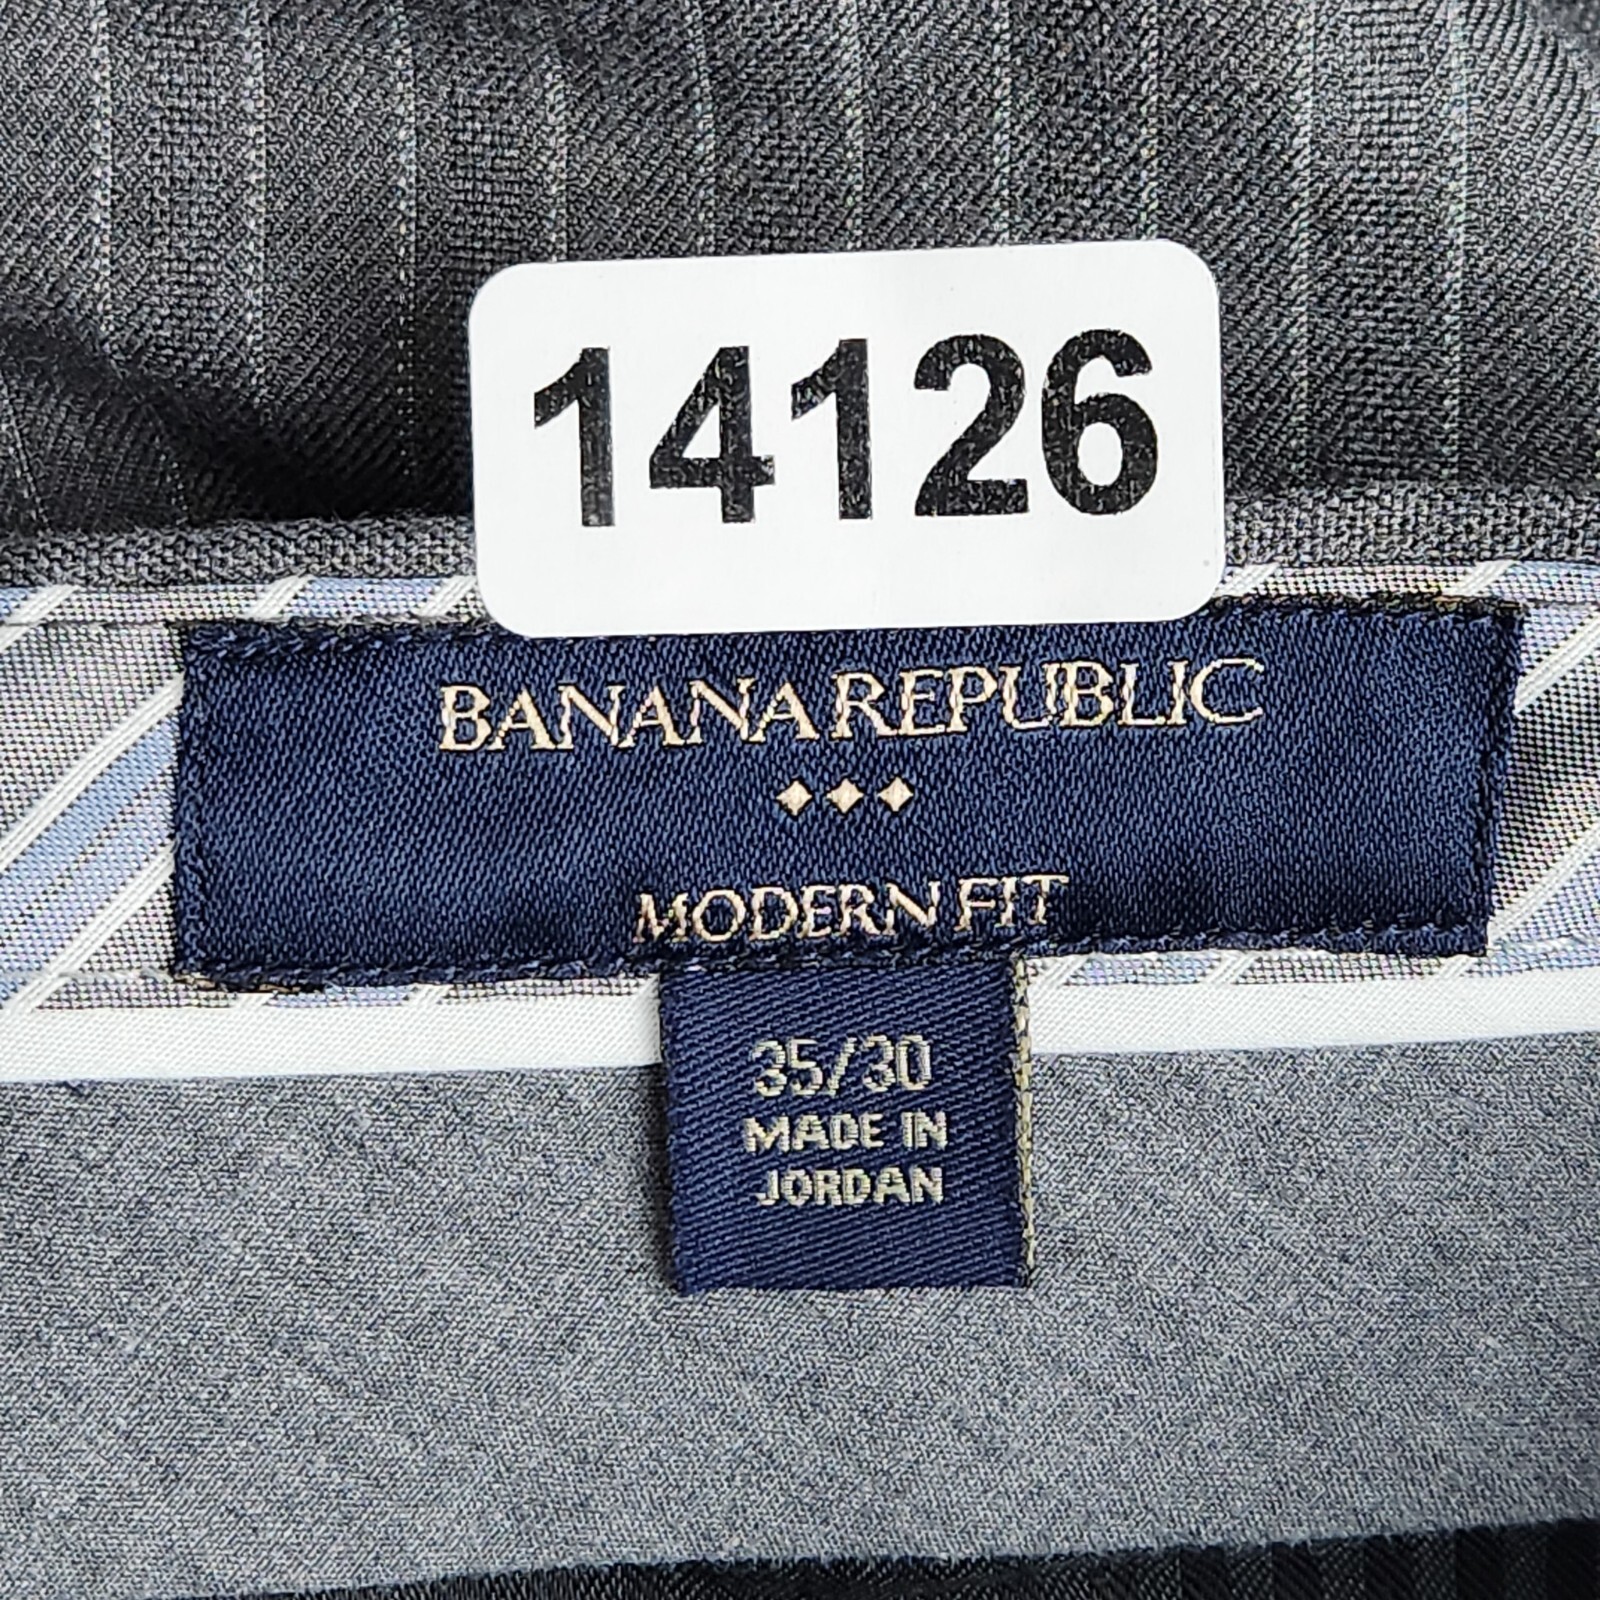 14126
BANANA REPUBLIC
MODERN FIT
35/30
MADE IN
JORDAN